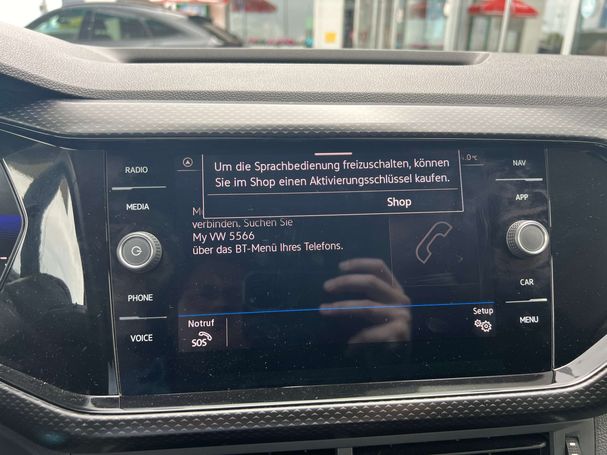 RADIO
MEDIA
PHONE
VOICE
.0°C
Um die Sprachbedienung freizuschalten, können
Sie im Shop einen Aktivierungsschlüssel kaufen.
Shop
verbinden. Suchen Sie
My VW 5566
über das BT-Menü Ihres Telefons.
Notruf
SOS
Setup
NAV
APP
CAR
MENU